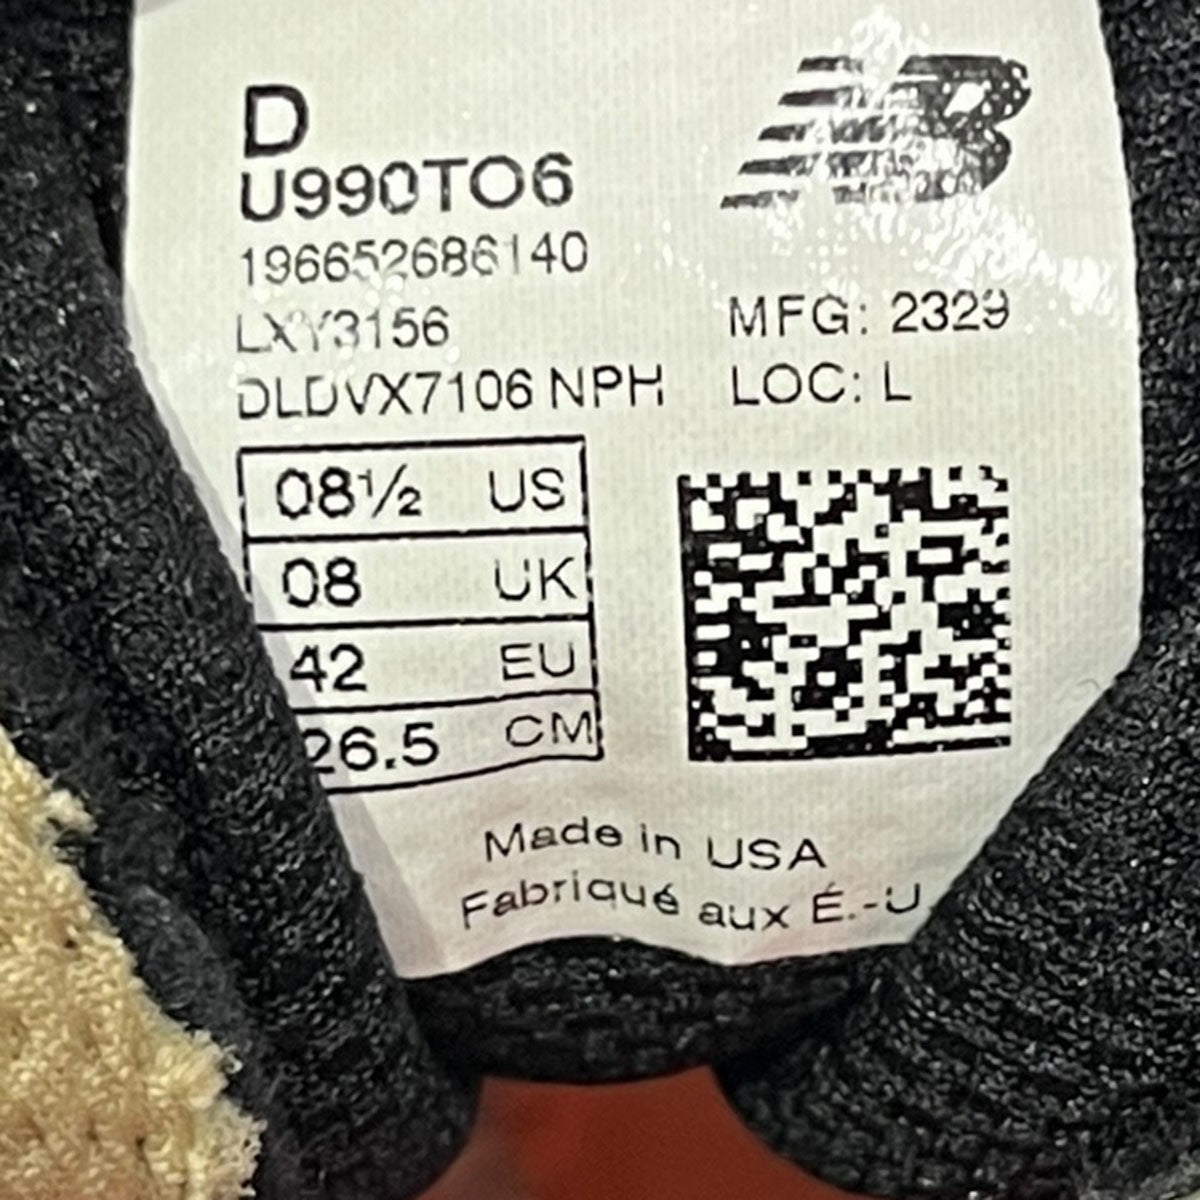 D
U990TO6
196652686140
LXY3156
DLDVX7106 NPH
NB
MFG: 2329
LOC: L
08½ US
08 UK
42 EU
26.5 CM
Made in USA
Fabriqué aux É.-U